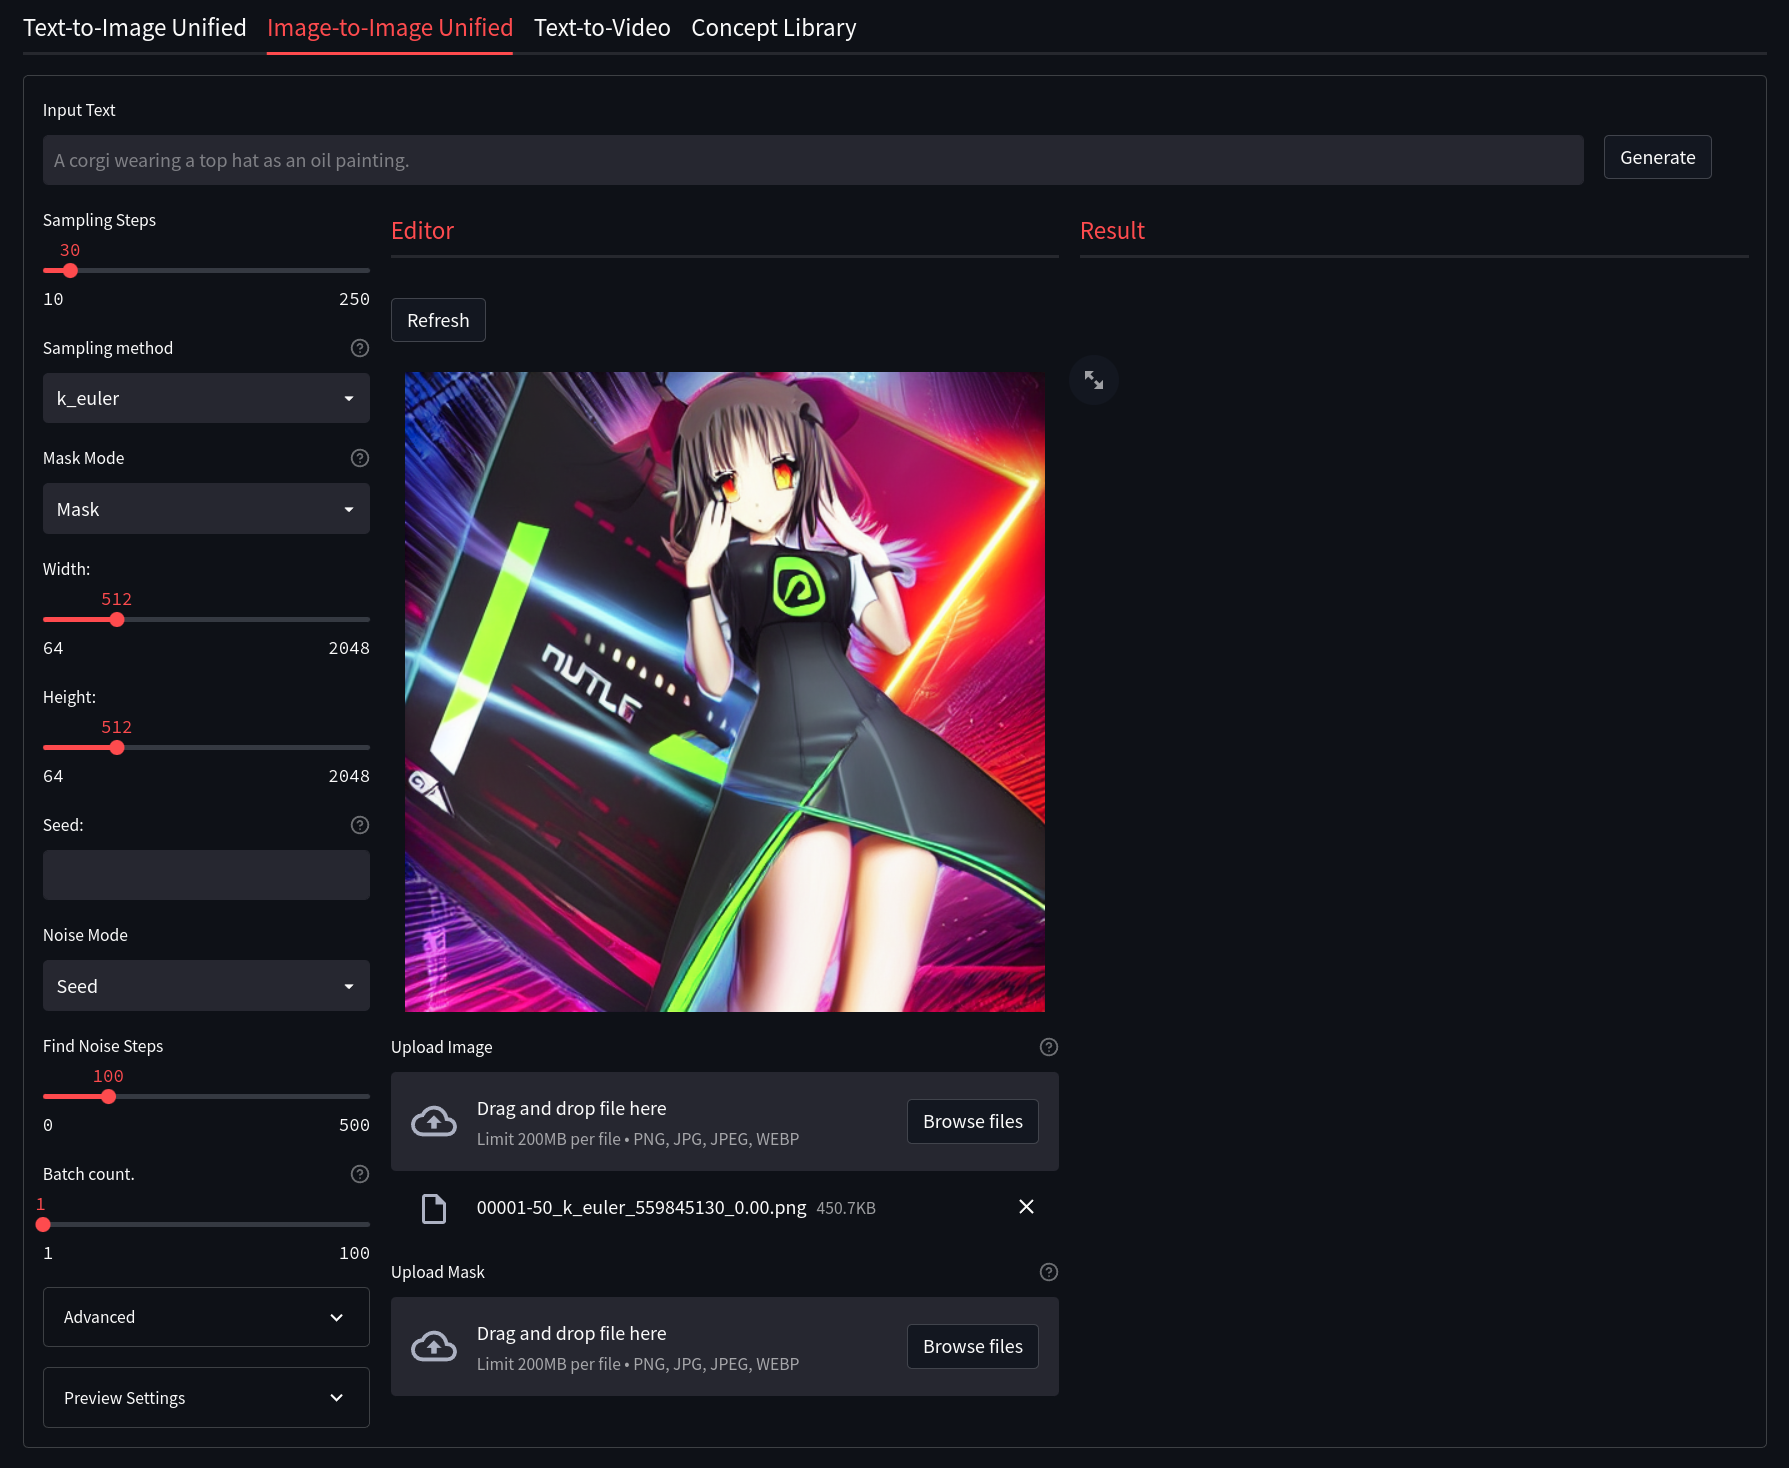 Text-to-Image Unified Image-to-Image Unified Text-to-Video Concept Library
Input Text
A corgi wearing a top hat as an oil painting.
Generate
Sampling Steps
30
10 250
Sampling method
k_euler
Mask Mode
Mask
Width:
512
64 2048
Height:
512
64 2048
Seed:
Noise Mode
Seed
Find Noise Steps
100
0 500
Batch count.
1
1 100
Advanced
Preview Settings
Editor
Refresh
Upload Image
Drag and drop file here
Limit 200MB per file • PNG, JPG, JPEG, WEBP
Browse files
00001-50_k_euler_559845130_0.00.png 450.7KB
Upload Mask
Drag and drop file here
Limit 200MB per file • PNG, JPG, JPEG, WEBP
Browse files
Result